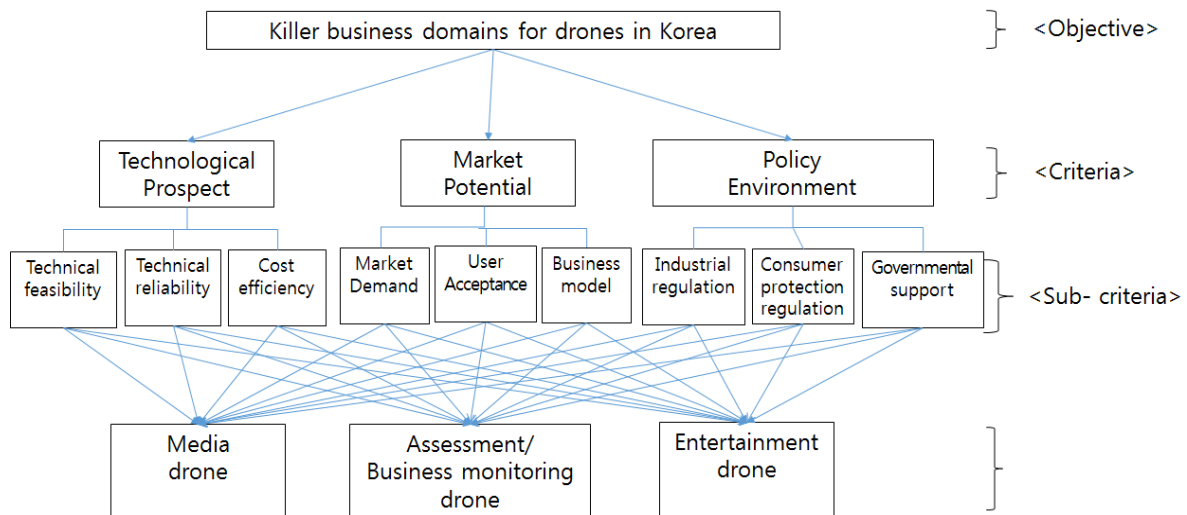 Killer business domains for drones in Korea
<Objective>
Technological
Prospect
Market
Potential
Policy
Environment
<Criteria>
Technical
feasibility
Technical
reliability
Cost
efficiency
Market
Demand
User
Acceptance
Business
model
Industrial
regulation
Consumer
protection
regulation
Governmental
support
<Sub- criteria>
Media
drone
Assessment/
Business monitoring
drone
Entertainment
drone